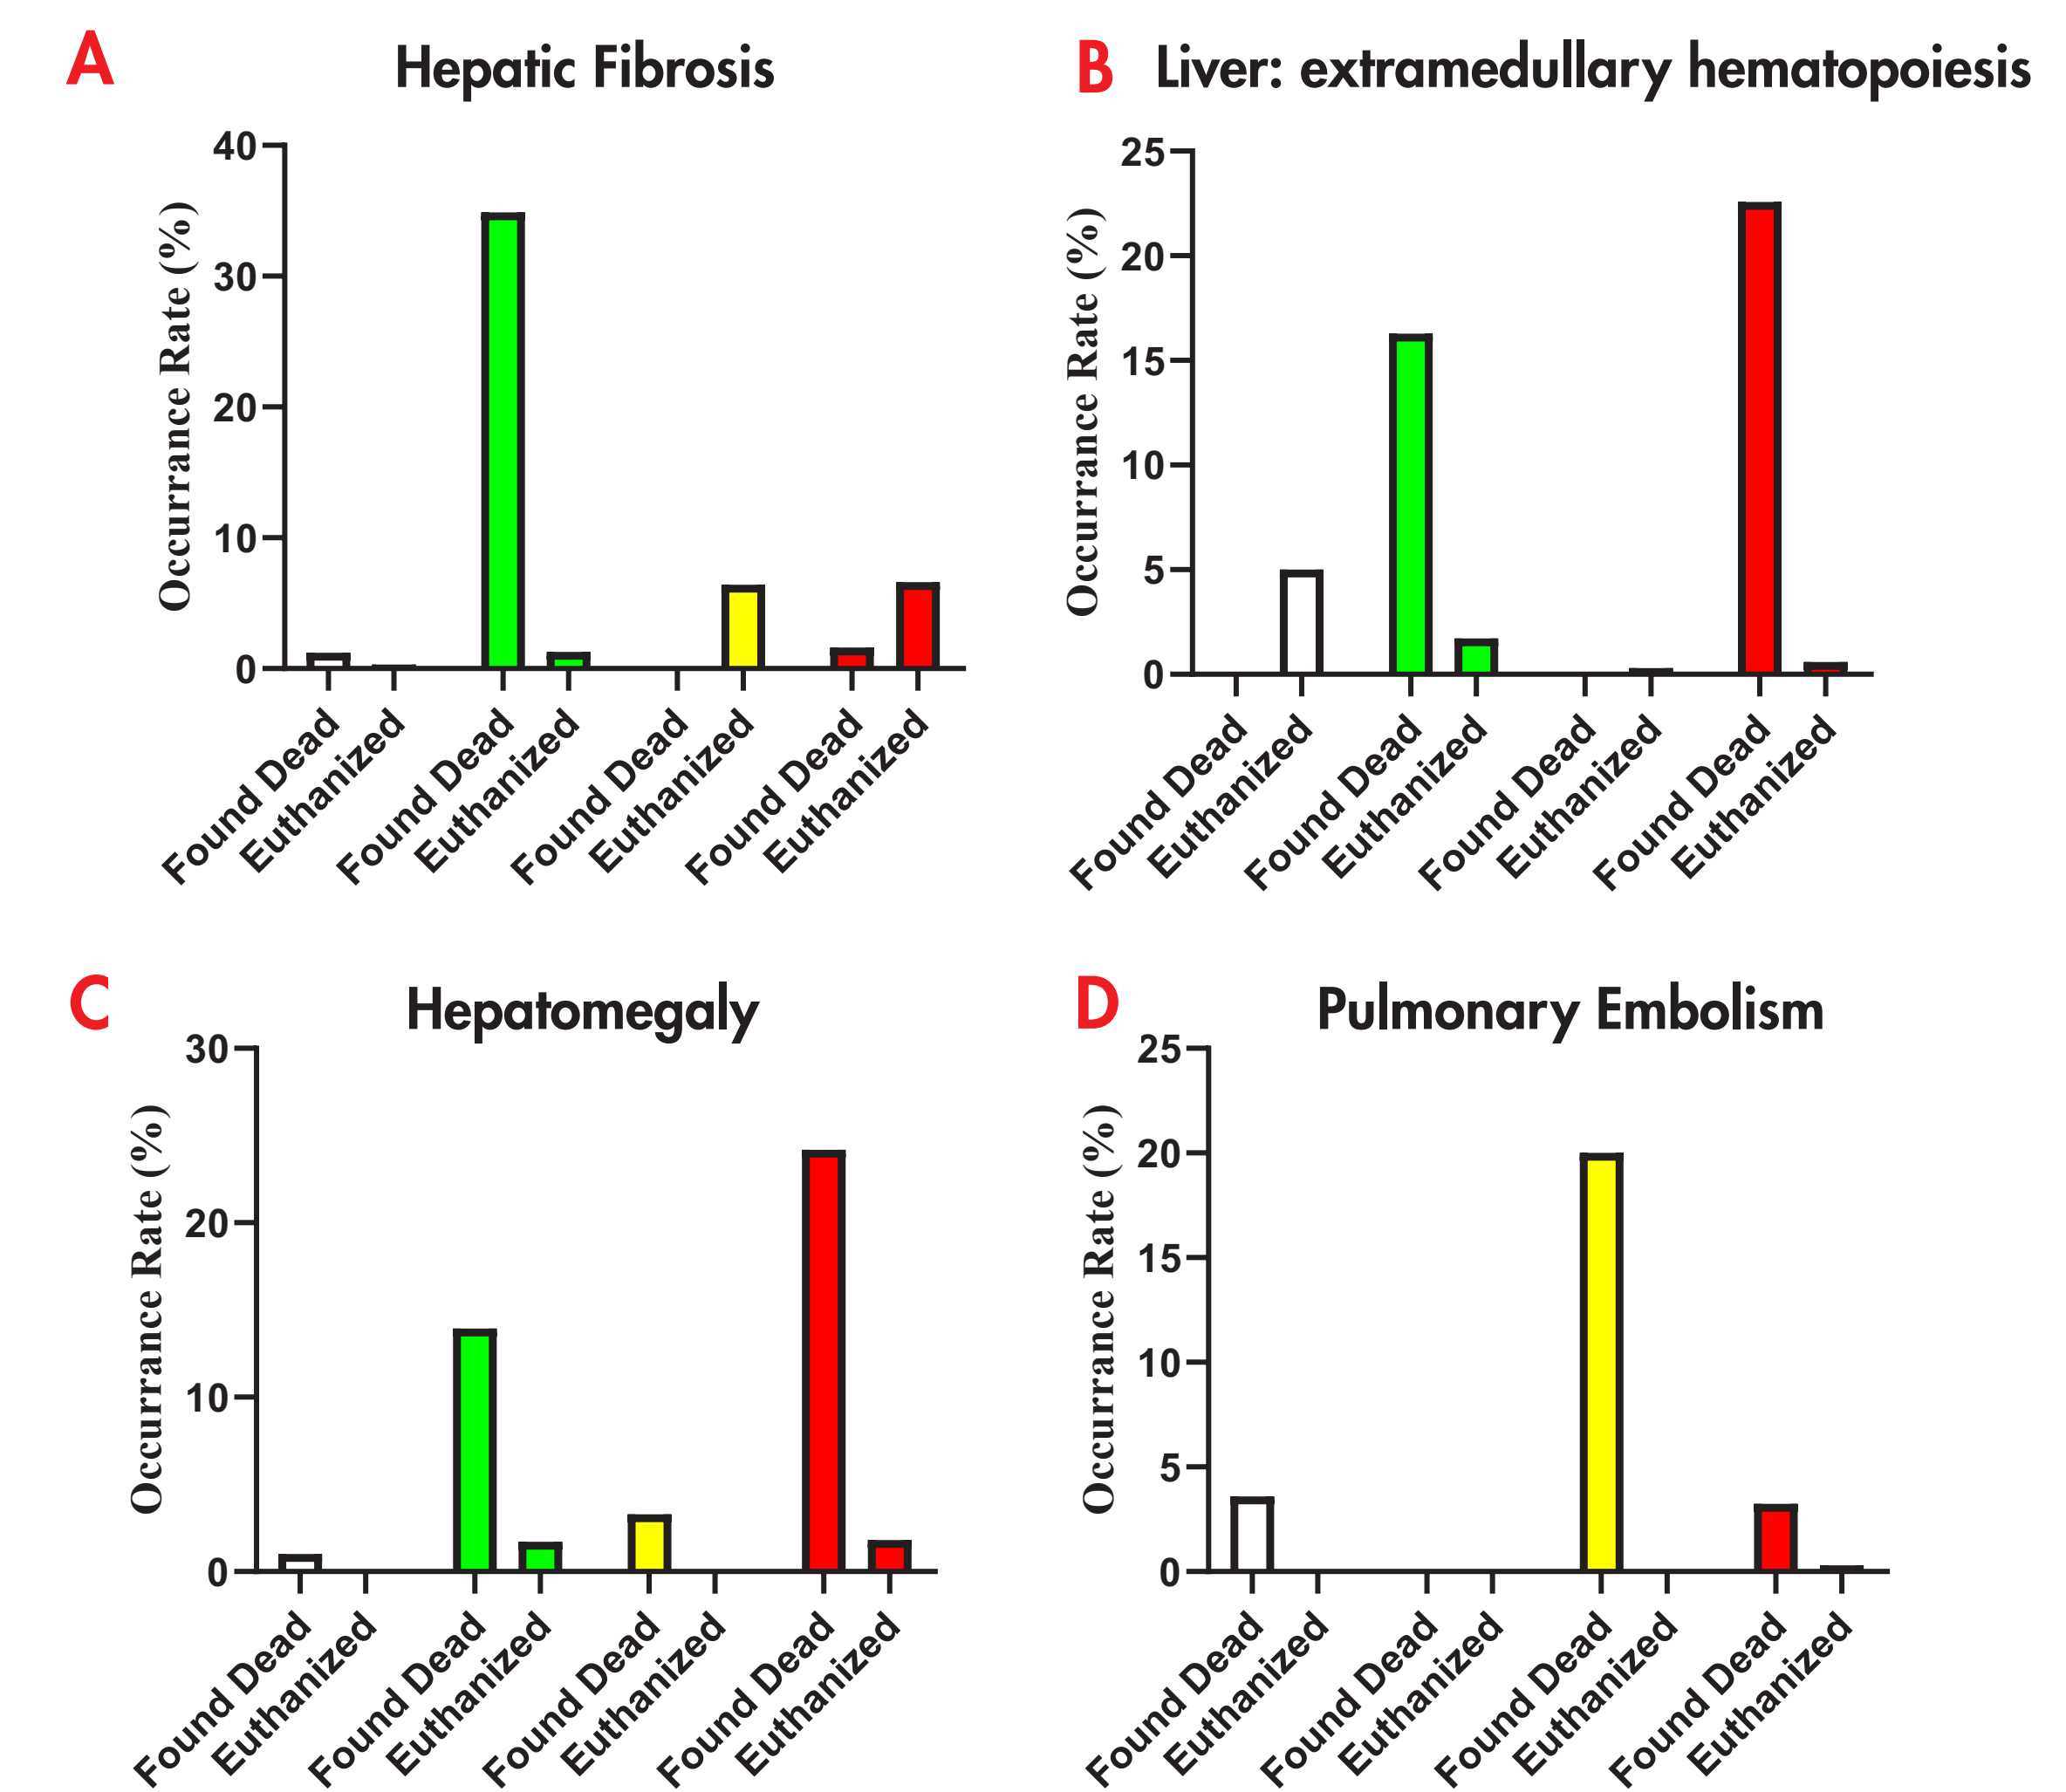 A Hepatic Fibrosis
Occurrance Rate (%)
40
30
20
10
0
Found Dead
Euthanized
Found Dead
Euthanized
Found Dead
Euthanized
Found Dead
Euthanized
B Liver: extramedullary hematopoiesis
Occurrance Rate (%)
25
20
15
10
5
0
Found Dead
Euthanized
Found Dead
Euthanized
Found Dead
Euthanized
Found Dead
Euthanized
C Hepatomegaly
Occurrance Rate (%)
30
20
10
0
Found Dead
Euthanized
Found Dead
Euthanized
Found Dead
Euthanized
Found Dead
Euthanized
D Pulmonary Embolism
Occurrance Rate (%)
25
20
15
10
5
0
Found Dead
Euthanized
Found Dead
Euthanized
Found Dead
Euthanized
Found Dead
Euthanized